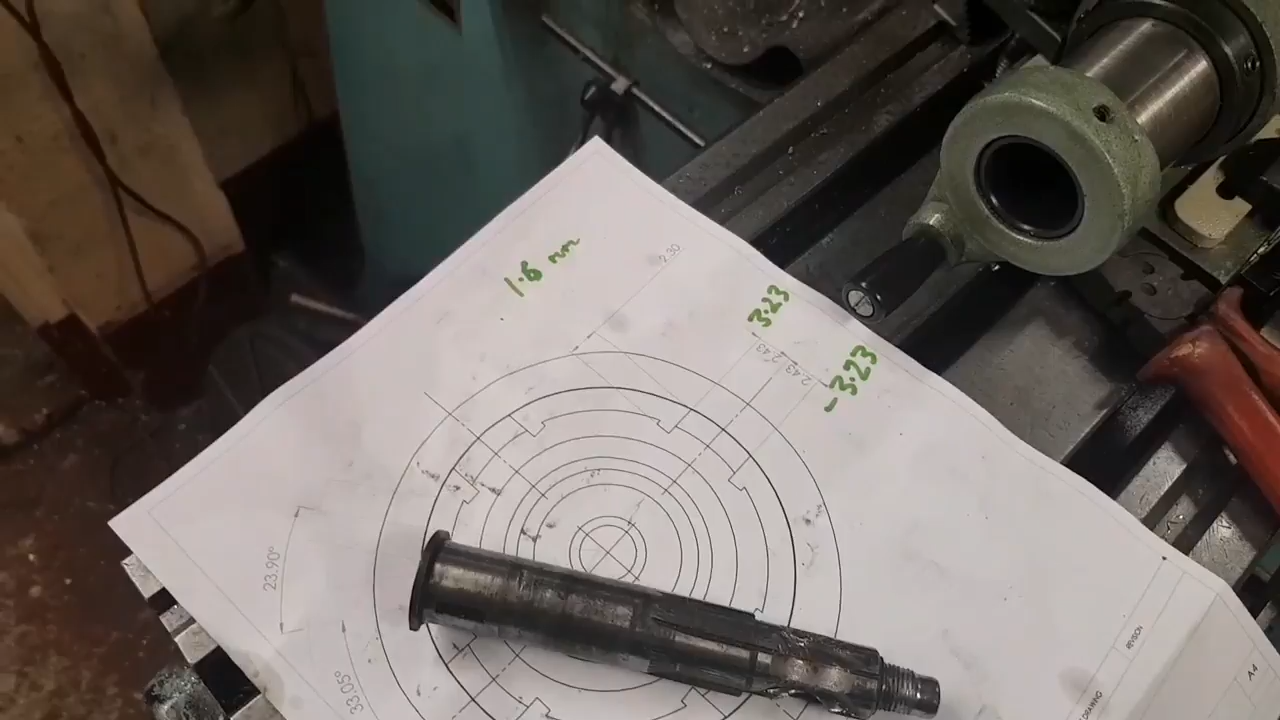 1.6 mm
2.30
3.23
2.43
2.43
-3.23
23.90°
33.05°
REVISION
A4
DRAWING